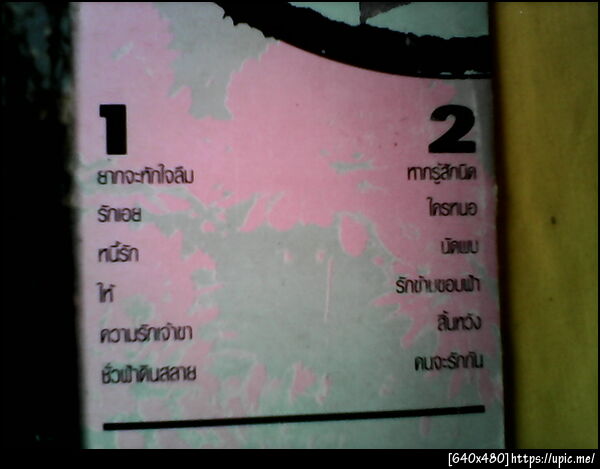 1
ยากจะหักใจลืม
รักเอย
หนี้รัก
ให้
ความรักเจ้าขา
ชั่วฟ้าดินสลาย
2
หากรู้สักนิด
ใครหนอ
นัดพบ
รักข้ามขอบฟ้า
สิ้นหวัง
คนจะรักกัน
[640x480]https://upic.me/